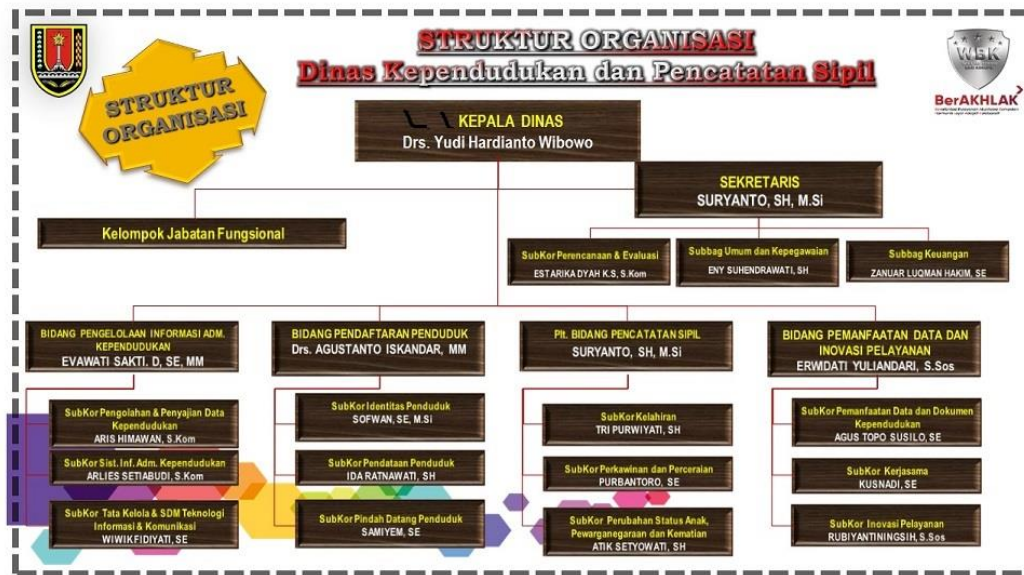 STRUKTUR ORGANISASI
Dinas Kependudukan dan Pencatatan Sipil
STRUKTUR
ORGANISASI
WBK
BerAKHLAK
KEPALA DINAS
Drs. Yudi Hardianto Wibowo
SEKRETARIS
SURYANTO, SH, M.Si
Kelompok Jabatan Fungsional
SubKor Perencanaan & Evaluasi
ESTARIKA DYAH K.S, S.Kom
Subbag Umum dan Kepegawaian
ENY SUHENDRAWATI, SH
Subbag Keuangan
ZANUAR LUQMAN HAKIM, SE
BIDANG PENGELOLAAN INFORMASI ADM.
KEPENDUDUKAN
EVAWATI SAKTI. D, SE, MM
SubKor Pengolahan & Penyajian Data
Kependudukan
ARIS HIMAWAN, S.Kom
SubKor Sist. Inf. Adm. Kependudukan
ARLIES SETIABUDI, S.Kom
SubKor Tata Kelola & SDM Teknologi
Informasi & Komunikasi
WIWIK FIDIYATI, SE
BIDANG PENDAFTARAN PENDUDUK
Drs. AGUSTANTO ISKANDAR, MM
SubKor Identitas Penduduk
SOFWAN, SE, M.Si
SubKor Pendataan Penduduk
IDA RATNAWATI, SH
SubKor Pindah Datang Penduduk
SAMIYEM, SE
Plt. BIDANG PENCATATAN SIPIL
SURYANTO, SH, M.Si
SubKor Kelahiran
TRI PURWIYATI, SH
SubKor Perkawinan dan Perceraian
PURBANTORO, SE
SubKor Perubahan Status Anak,
Pewarganegaraan dan Kematian
ATIK SETYOWATI, SH
BIDANG PEMANFAATAN DATA DAN
INOVASI PELAYANAN
ERWIDATI YULIANDARI, S.Sos
SubKor Pemanfaatan Data dan Dokumen
Kependudukan
AGUS TOPO SUSILO, SE
SubKor Kerjasama
KUSNADI, SE
SubKor Inovasi Pelayanan
RUBIYANTININGSIH, S.Sos